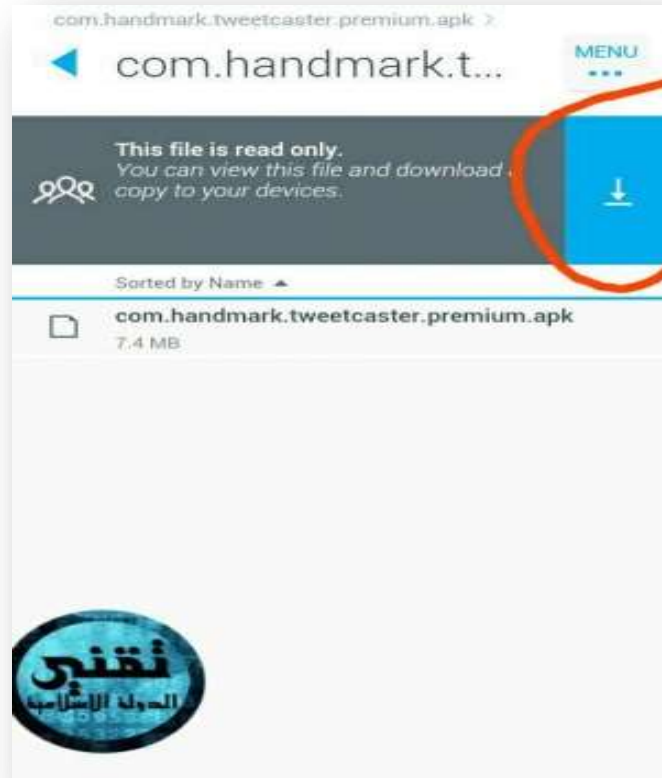 com.handmark.tweetcaster.premium.apk >
com.handmark.t...
MENU
This file is read only.
You can view this file and download a
copy to your devices.
Sorted by Name
com.handmark.tweetcaster.premium.apk
7.4 MB
تقني
الدولة الاسلامية